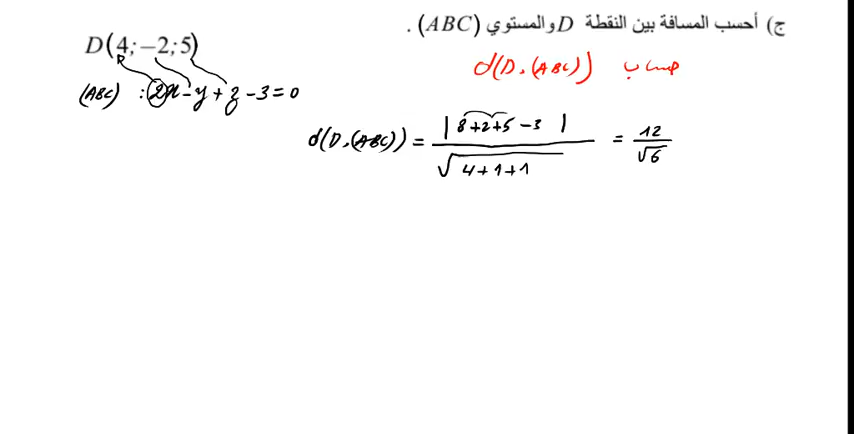 ج) أحسب المسافة بين النقطة D والمستوي (ABC) .
D(4;−2;5)
حساب d(D,(ABC))
(ABC) : 2x − y + z − 3 = 0
d(D,(ABC)) = |8+2+5−3| / √(4+1+1) = 12/√6